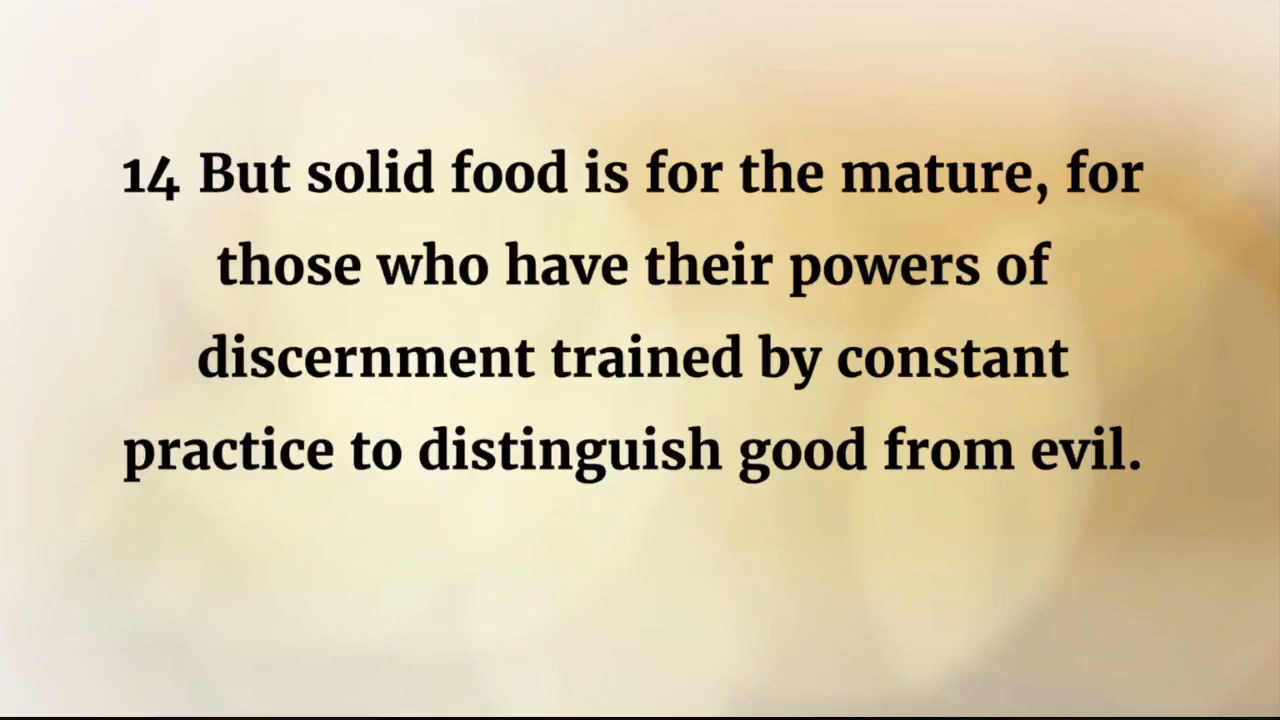 14 But solid food is for the mature, for
those who have their powers of
discernment trained by constant
practice to distinguish good from evil.